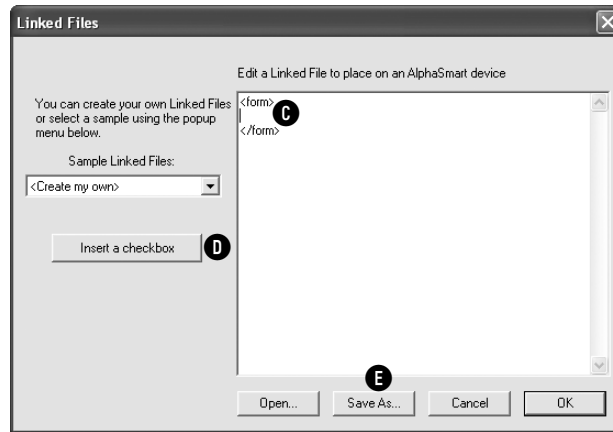 Linked Files
Edit a Linked File to place on an AlphaSmart device
You can create your own Linked Files
or select a sample using the popup
menu below.
Sample Linked Files:
<Create my own>
Insert a checkbox
D
<form>
C
</form>
E
Open...
Save As...
Cancel
OK